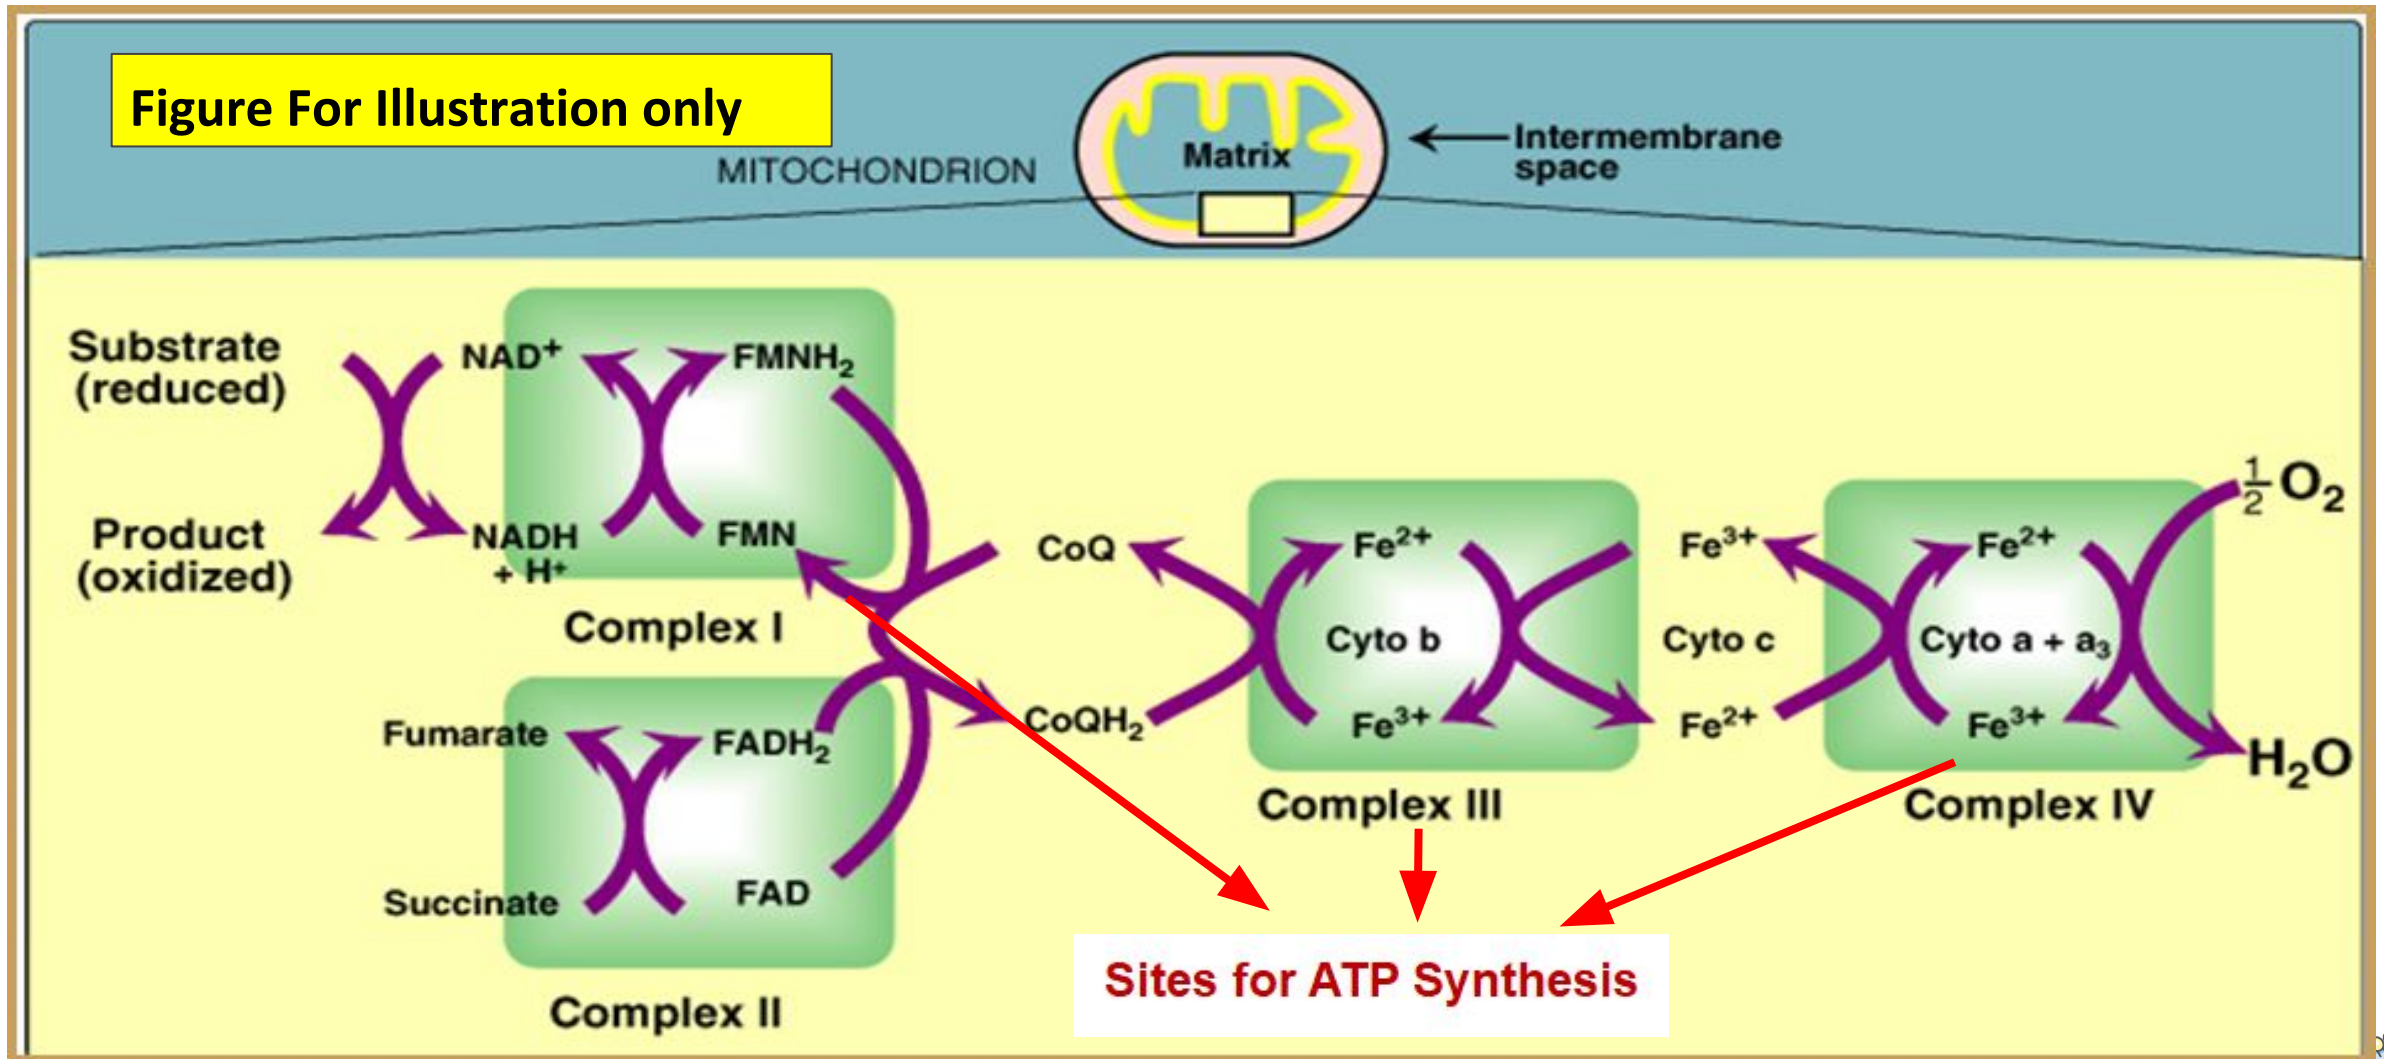 Figure For Illustration only
MITOCHONDRION
Matrix
Intermembrane
space
Substrate
(reduced)
NAD⁺
FMNH₂
Product
(oxidized)
NADH
+ H⁺
FMN
Complex I
Fumarate
FADH₂
Succinate
FAD
Complex II
CoQ
CoQH₂
Fe²⁺
Cyto b
Fe³⁺
Complex III
Fe³⁺
Cyto c
Fe²⁺
Fe²⁺
Cyto a + a₃
Fe³⁺
Complex IV
½ O₂
H₂O
Sites for ATP Synthesis